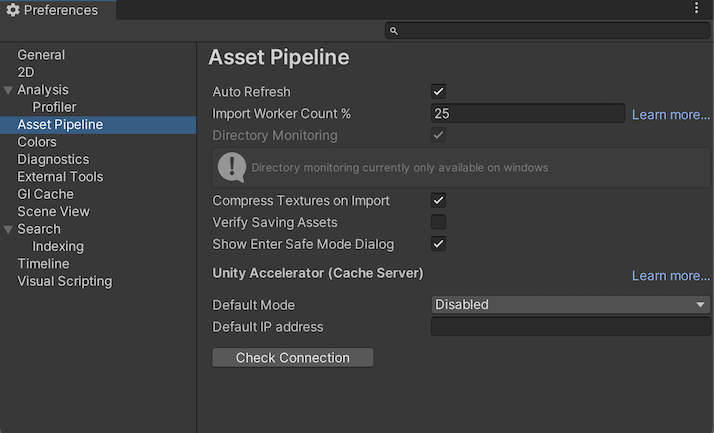 Preferences
General
2D
Analysis
Profiler
Asset Pipeline
Colors
Diagnostics
External Tools
GI Cache
Scene View
Search
Indexing
Timeline
Visual Scripting
Asset Pipeline
Auto Refresh
Import Worker Count % 25 Learn more...
Directory Monitoring
Directory monitoring currently only available on windows
Compress Textures on Import
Verify Saving Assets
Show Enter Safe Mode Dialog
Unity Accelerator (Cache Server) Learn more...
Default Mode Disabled
Default IP address
Check Connection